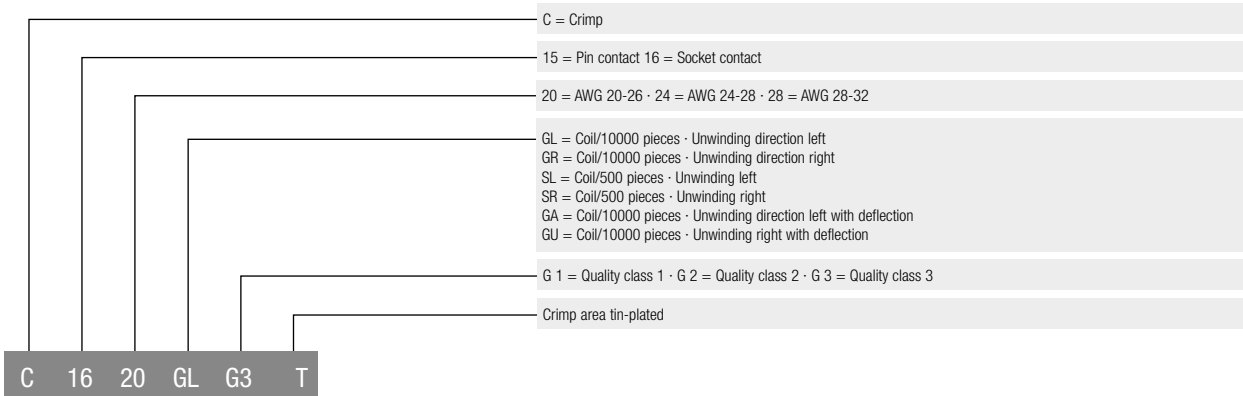 C = Crimp
15 = Pin contact 16 = Socket contact
20 = AWG 20-26 · 24 = AWG 24-28 · 28 = AWG 28-32
GL = Coil/10000 pieces · Unwinding direction left
GR = Coil/10000 pieces · Unwinding direction right
SL = Coil/500 pieces · Unwinding left
SR = Coil/500 pieces · Unwinding right
GA = Coil/10000 pieces · Unwinding direction left with deflection
GU = Coil/10000 pieces · Unwinding right with deflection
G 1 = Quality class 1 · G 2 = Quality class 2 · G 3 = Quality class 3
Crimp area tin-plated
C 16 20 GL G3 T